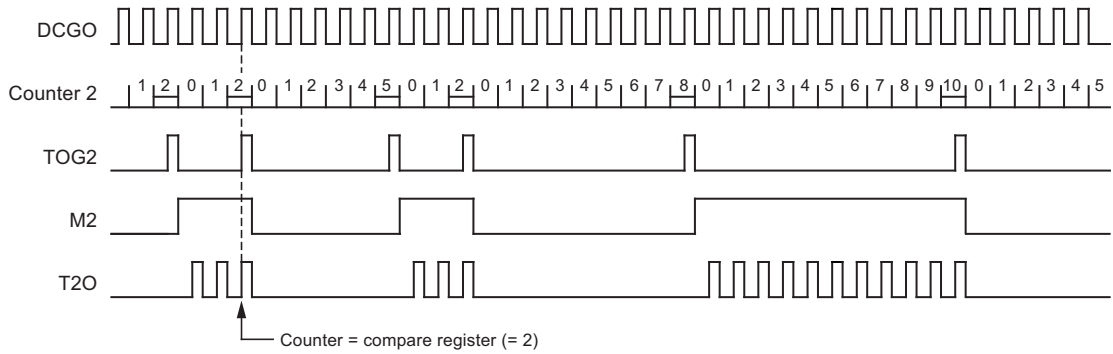 DCGO
Counter 2 1 2 0 1 2 0 1 2 3 4 5 0 1 2 0 1 2 3 4 5 6 7 8 0 1 2 3 4 5 6 7 8 9 10 0 1 2 3 4 5
TOG2
M2
T2O
Counter = compare register (= 2)